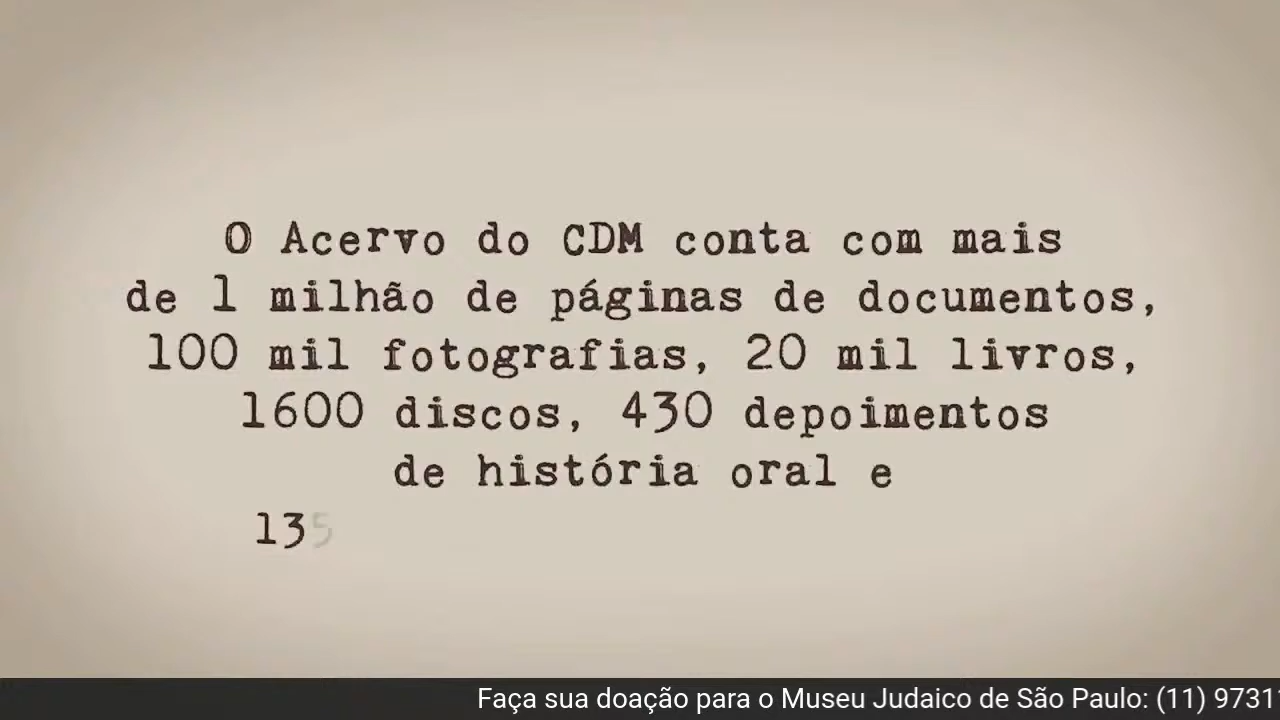 O Acervo do CDM conta com mais
de 1 milhão de páginas de documentos,
100 mil fotografias, 20 mil livros,
1600 discos, 430 depoimentos
de história oral e
135
Faça sua doação para o Museu Judaico de São Paulo: (11) 9731